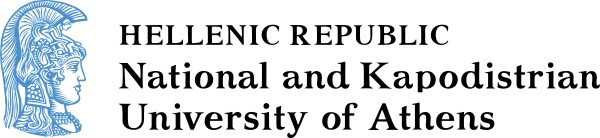 HELLENIC REPUBLIC
National and Kapodistrian
University of Athens